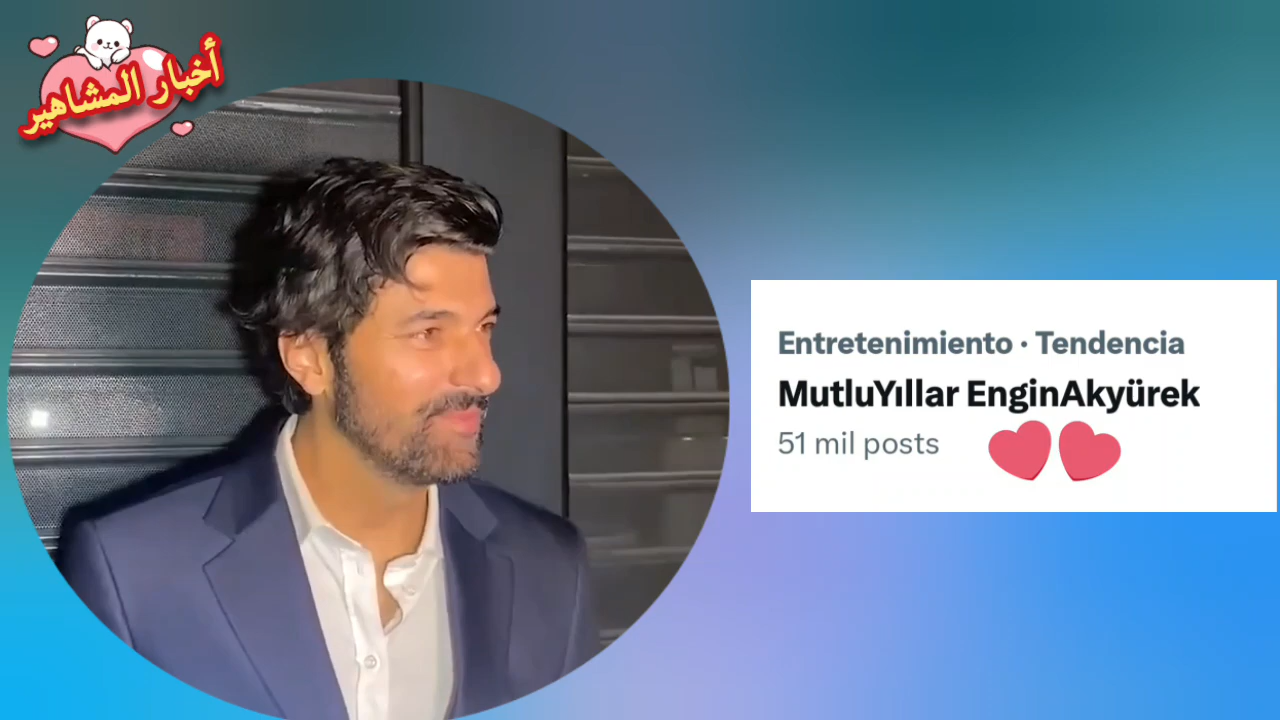 أخبار المشاهير
Entretenimiento · Tendencia
MutluYıllar EnginAkyürek
51 mil posts